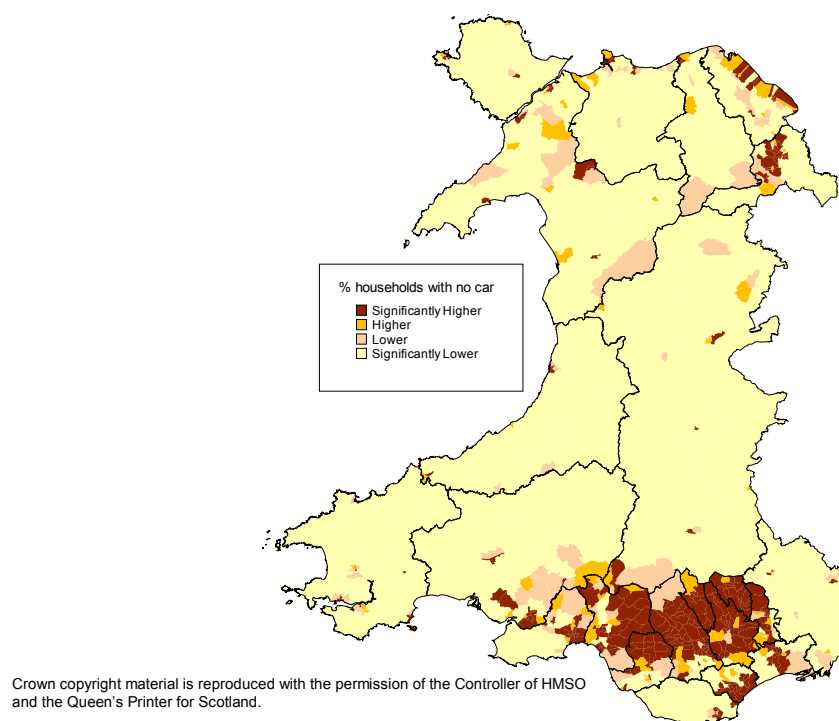 % households with no car
Significantly Higher
Higher
Lower
Significantly Lower
Crown copyright material is reproduced with the permission of the Controller of HMSO
and the Queen's Printer for Scotland.